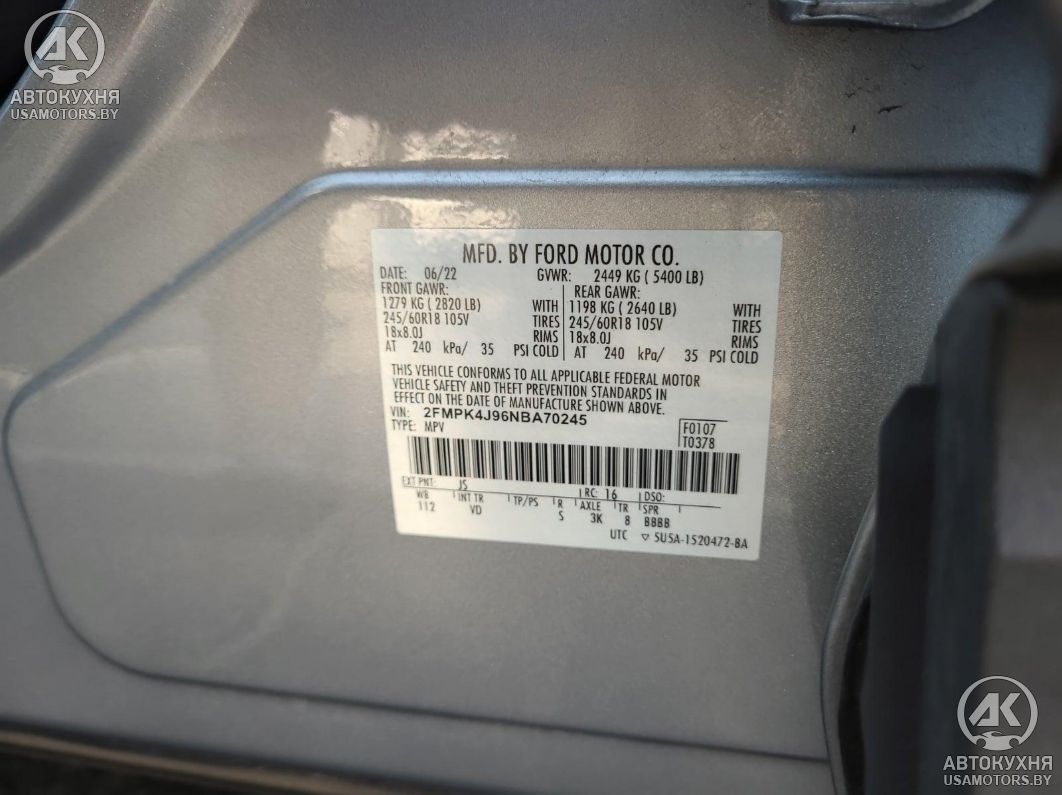 AK
АВТОКУХНЯ
USAMOTORS.BY
MFD. BY FORD MOTOR CO.
DATE: 06/22 GVWR: 2449 KG ( 5400 LB)
FRONT GAWR: REAR GAWR:
1279 KG ( 2820 LB) WITH 1198 KG ( 2640 LB) WITH
245/60R18 105V TIRES 245/60R18 105V TIRES
18x8.0J RIMS 18x8.0J RIMS
AT 240 kPa/ 35 PSI COLD AT 240 kPa/ 35 PSI COLD
THIS VEHICLE CONFORMS TO ALL APPLICABLE FEDERAL MOTOR
VEHICLE SAFETY AND THEFT PREVENTION STANDARDS IN
EFFECT ON THE DATE OF MANUFACTURE SHOWN ABOVE.
VIN: 2FMPK4J96NBA70245 F0107
TYPE: MPV T0378
EXT PNT: JS RC: 16 DSO:
WB INT TR TP/PS R AXLE TR SPR
112 VD S 3K 8 BBBB
UTC ▽ SU5A-1520472-BA
AK
АВТОКУХНЯ
USAMOTORS.BY